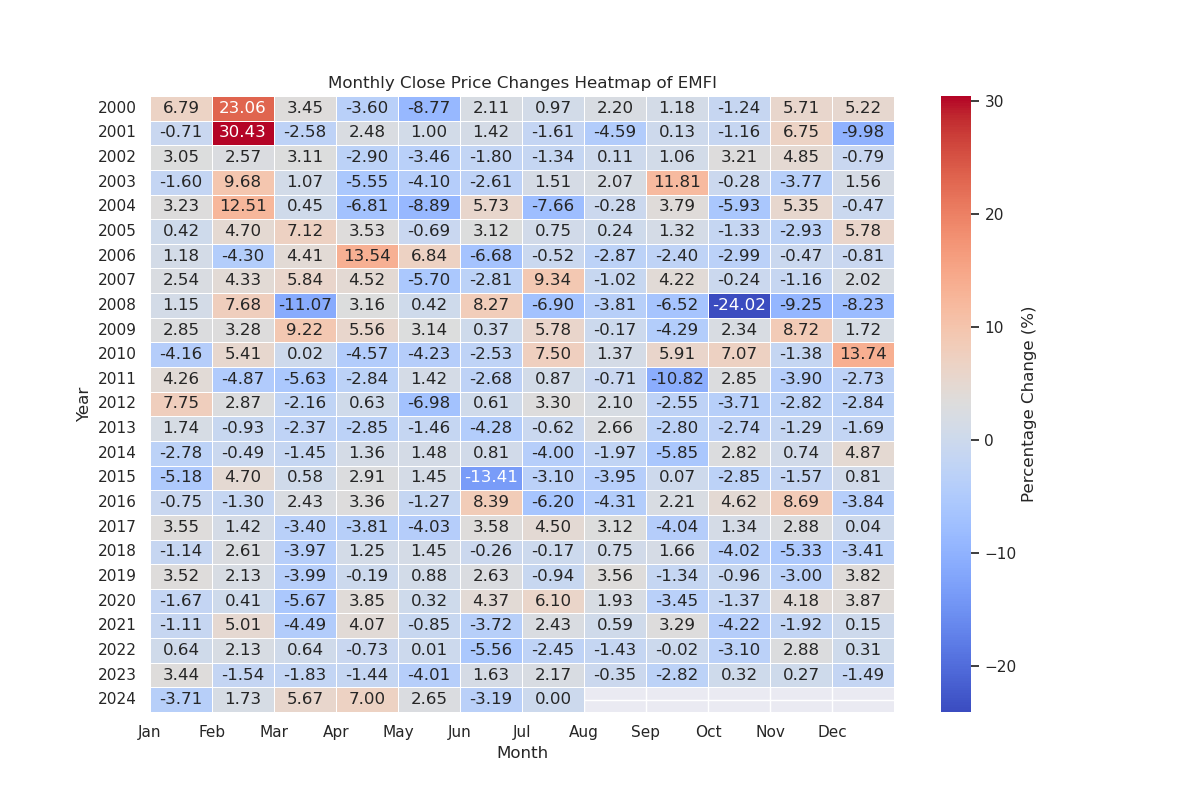 Monthly Close Price Changes Heatmap of EMFI
2000 6.79 23.06 3.45 -3.60 -8.77 2.11 0.97 2.20 1.18 -1.24 5.71 5.22
2001 -0.71 30.43 -2.58 2.48 1.00 1.42 -1.61 -4.59 0.13 -1.16 6.75 -9.98
2002 3.05 2.57 3.11 -2.90 -3.46 -1.80 -1.34 0.11 1.06 3.21 4.85 -0.79
2003 -1.60 9.68 1.07 -5.55 -4.10 -2.61 1.51 2.07 11.81 -0.28 -3.77 1.56
2004 3.23 12.51 0.45 -6.81 -8.89 5.73 -7.66 -0.28 3.79 -5.93 5.35 -0.47
2005 0.42 4.70 7.12 3.53 -0.69 3.12 0.75 0.24 1.32 -1.33 -2.93 5.78
2006 1.18 -4.30 4.41 13.54 6.84 -6.68 -0.52 -2.87 -2.40 -2.99 -0.47 -0.81
2007 2.54 4.33 5.84 4.52 -5.70 -2.81 9.34 -1.02 4.22 -0.24 -1.16 2.02
2008 1.15 7.68 -11.07 3.16 0.42 8.27 -6.90 -3.81 -6.52 -24.02 -9.25 -8.23
2009 2.85 3.28 9.22 5.56 3.14 0.37 5.78 -0.17 -4.29 2.34 8.72 1.72
2010 -4.16 5.41 0.02 -4.57 -4.23 -2.53 7.50 1.37 5.91 7.07 -1.38 13.74
2011 4.26 -4.87 -5.63 -2.84 1.42 -2.68 0.87 -0.71 -10.82 2.85 -3.90 -2.73
2012 7.75 2.87 -2.16 0.63 -6.98 0.61 3.30 2.10 -2.55 -3.71 -2.82 -2.84
2013 1.74 -0.93 -2.37 -2.85 -1.46 -4.28 -0.62 2.66 -2.80 -2.74 -1.29 -1.69
2014 -2.78 -0.49 -1.45 1.36 1.48 0.81 -4.00 -1.97 -5.85 2.82 0.74 4.87
2015 -5.18 4.70 0.58 2.91 1.45 -13.41 -3.10 -3.95 0.07 -2.85 -1.57 0.81
2016 -0.75 -1.30 2.43 3.36 -1.27 8.39 -6.20 -4.31 2.21 4.62 8.69 -3.84
2017 3.55 1.42 -3.40 -3.81 -4.03 3.58 4.50 3.12 -4.04 1.34 2.88 0.04
2018 -1.14 2.61 -3.97 1.25 1.45 -0.26 -0.17 0.75 1.66 -4.02 -5.33 -3.41
2019 3.52 2.13 -3.99 -0.19 0.88 2.63 -0.94 3.56 -1.34 -0.96 -3.00 3.82
2020 -1.67 0.41 -5.67 3.85 0.32 4.37 6.10 1.93 -3.45 -1.37 4.18 3.87
2021 -1.11 5.01 -4.49 4.07 -0.85 -3.72 2.43 0.59 3.29 -4.22 -1.92 0.15
2022 0.64 2.13 0.64 -0.73 0.01 -5.56 -2.45 -1.43 -0.02 -3.10 2.88 0.31
2023 3.44 -1.54 -1.83 -1.44 -4.01 1.63 2.17 -0.35 -2.82 0.32 0.27 -1.49
2024 -3.71 1.73 5.67 7.00 2.65 -3.19 0.00
Jan Feb Mar Apr May Jun Jul Aug Sep Oct Nov Dec
Month
Year
30
20
10
0
−10
−20
Percentage Change (%)